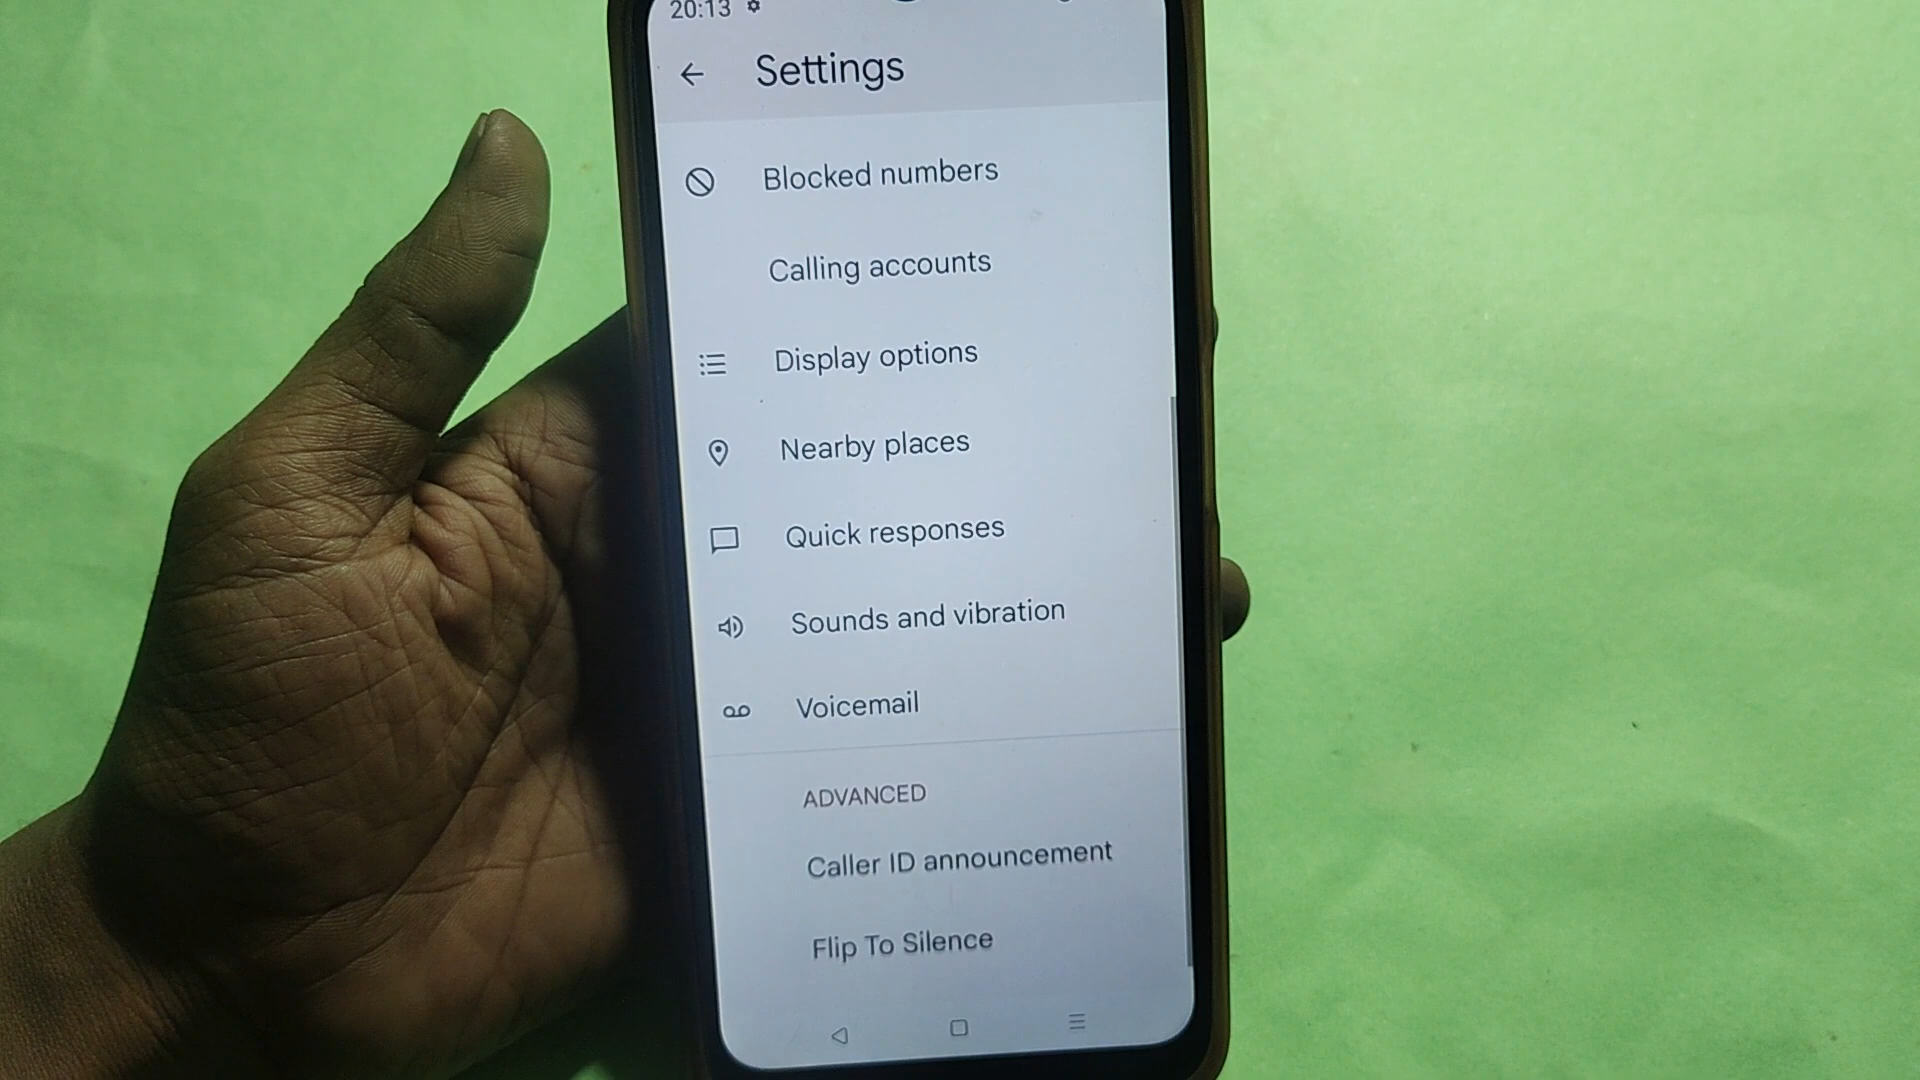 20:13
Settings
Blocked numbers
Calling accounts
Display options
Nearby places
Quick responses
Sounds and vibration
Voicemail
ADVANCED
Caller ID announcement
Flip To Silence